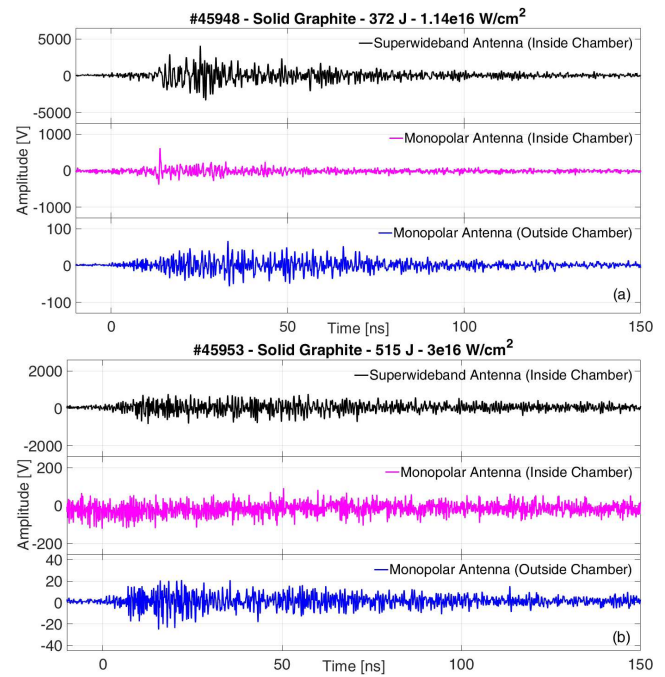 #45948 - Solid Graphite - 372 J - 1.14e16 W/cm²
5000
Superwideband Antenna (Inside Chamber)
0
-5000
1000
Monopolar Antenna (Inside Chamber)
0
-1000
Amplitude [V]
100
Monopolar Antenna (Outside Chamber)
0
-100
(a)
0 50 100 150
Time [ns]
#45953 - Solid Graphite - 515 J - 3e16 W/cm²
2000
Superwideband Antenna (Inside Chamber)
0
-2000
200
Monopolar Antenna (Inside Chamber)
0
-200
Amplitude [V]
40
Monopolar Antenna (Outside Chamber)
20
0
-20
-40
(b)
0 50 100 150
Time [ns]